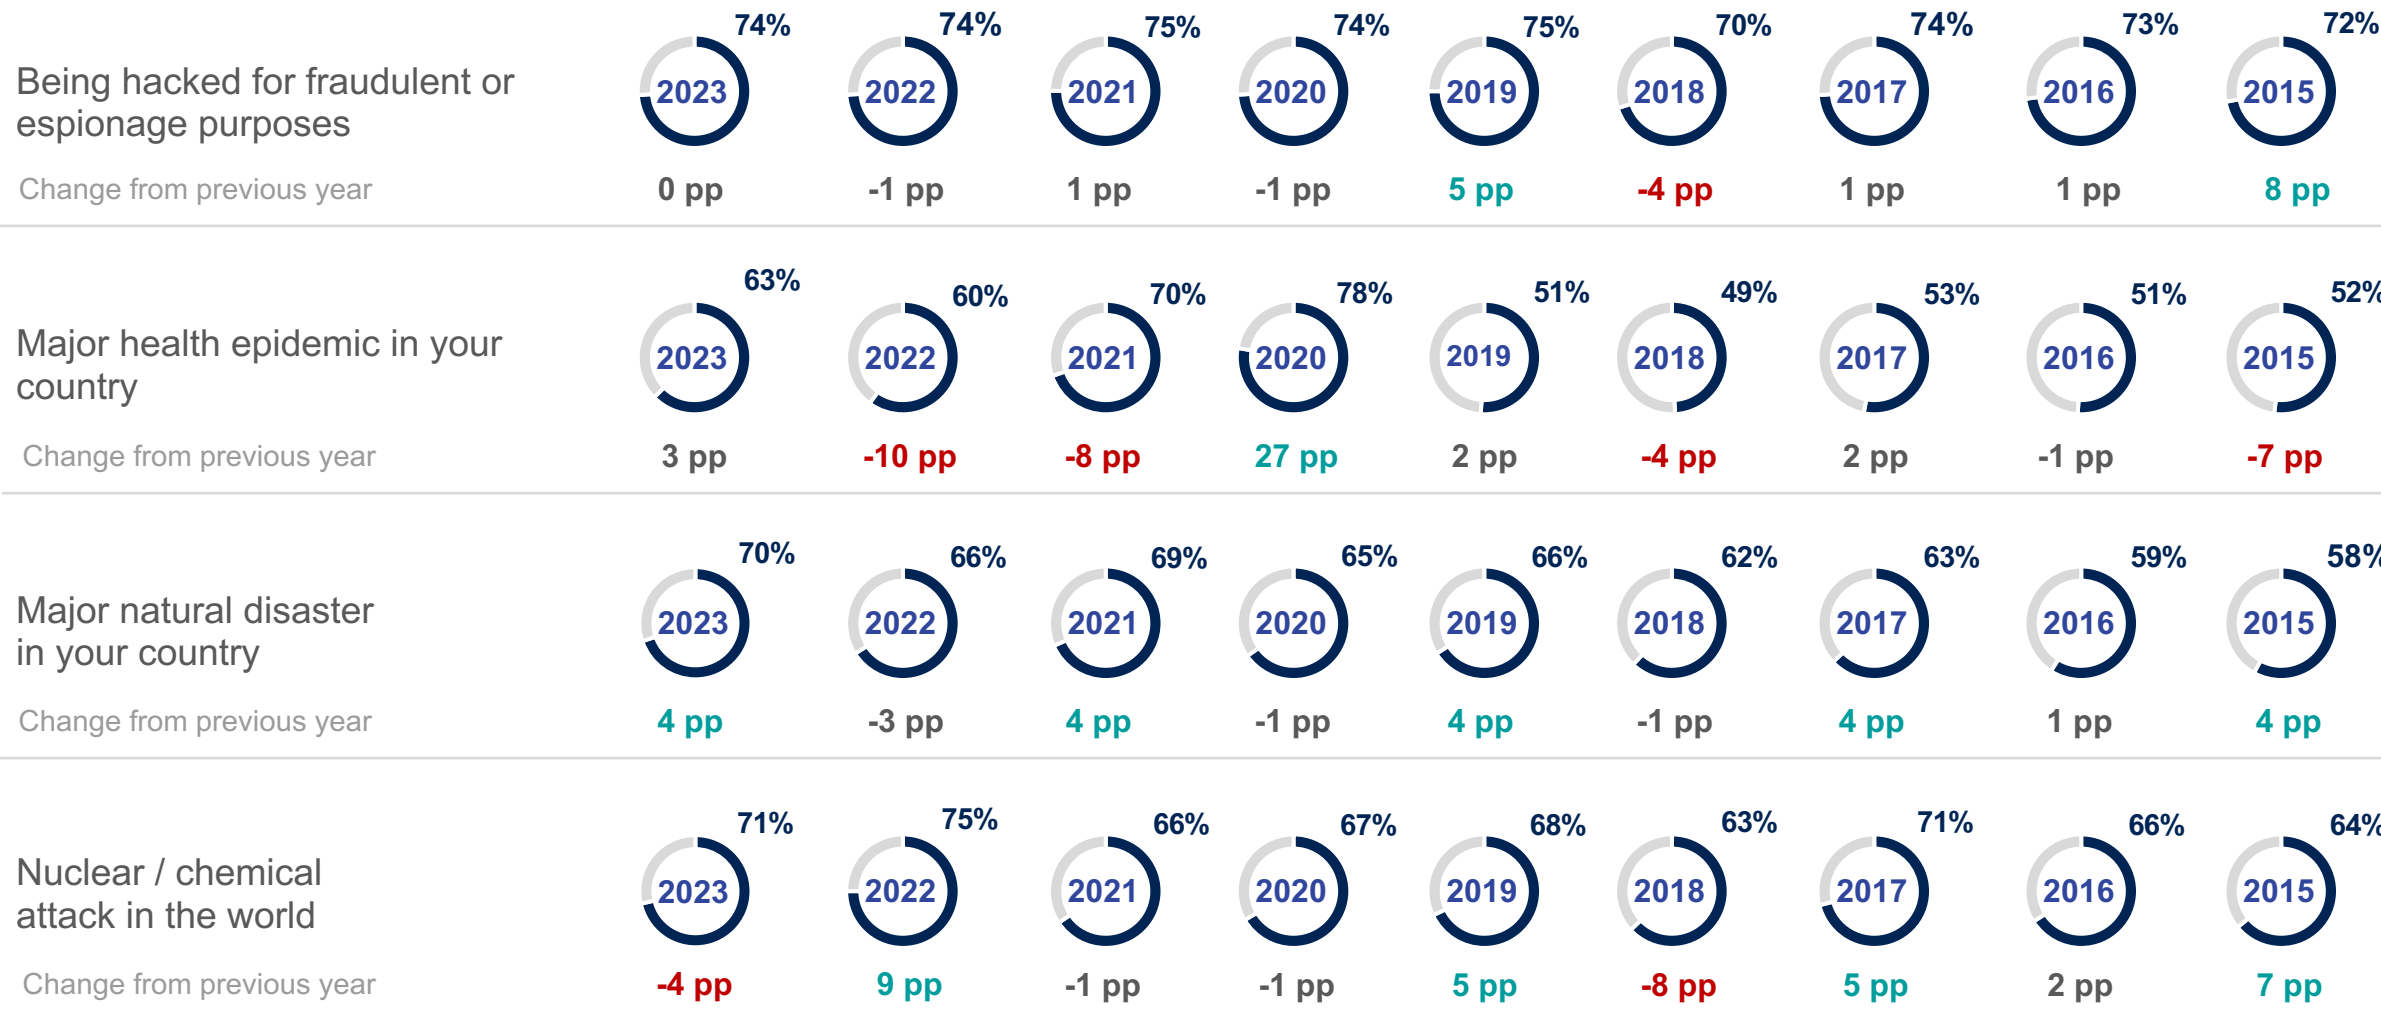 74% 74% 75% 74% 75% 70% 74% 73% 72%
Being hacked for fraudulent or
espionage purposes
2023 2022 2021 2020 2019 2018 2017 2016 2015
Change from previous year 0 pp -1 pp 1 pp -1 pp 5 pp -4 pp 1 pp 1 pp 8 pp
63% 60% 70% 78% 51% 49% 53% 51% 52%
Major health epidemic in your
country
2023 2022 2021 2020 2019 2018 2017 2016 2015
Change from previous year 3 pp -10 pp -8 pp 27 pp 2 pp -4 pp 2 pp -1 pp -7 pp
70% 66% 69% 65% 66% 62% 63% 59% 58%
Major natural disaster
in your country
2023 2022 2021 2020 2019 2018 2017 2016 2015
Change from previous year 4 pp -3 pp 4 pp -1 pp 4 pp -1 pp 4 pp 1 pp 4 pp
71% 75% 66% 67% 68% 63% 71% 66% 64%
Nuclear / chemical
attack in the world
2023 2022 2021 2020 2019 2018 2017 2016 2015
Change from previous year -4 pp 9 pp -1 pp -1 pp 5 pp -8 pp 5 pp 2 pp 7 pp